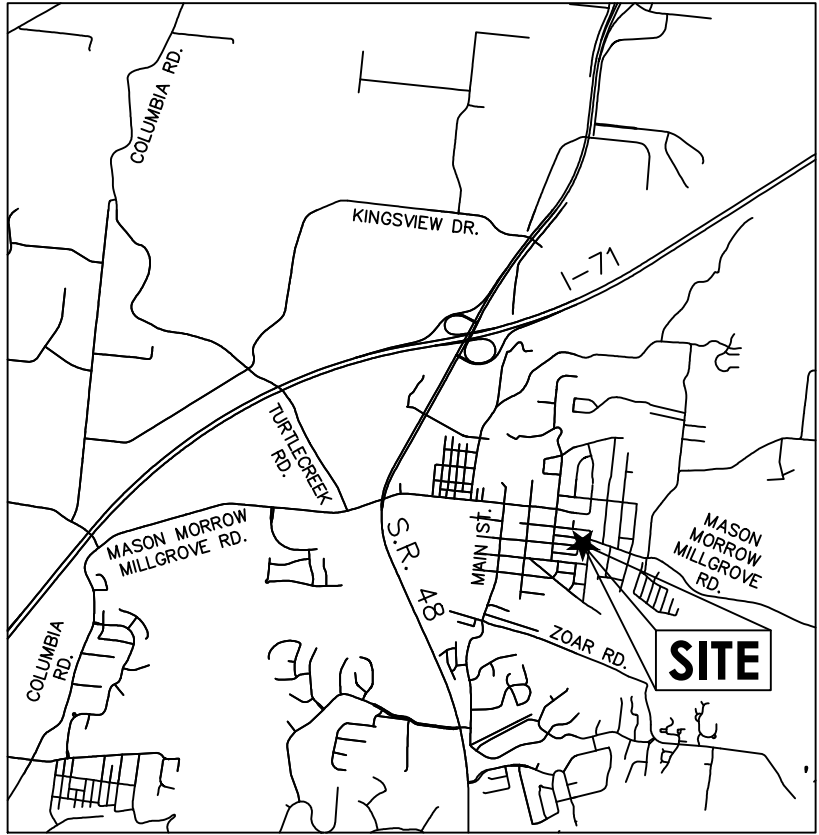 COLUMBIA RD.
KINGSVIEW DR.
I-71
TURTLECREEK
RD.
MASON MORROW
MILLGROVE RD.
S.R. 48
MAIN ST.
MASON
MORROW
MILLGROVE
RD.
COLUMBIA
RD.
ZOAR RD.
SITE